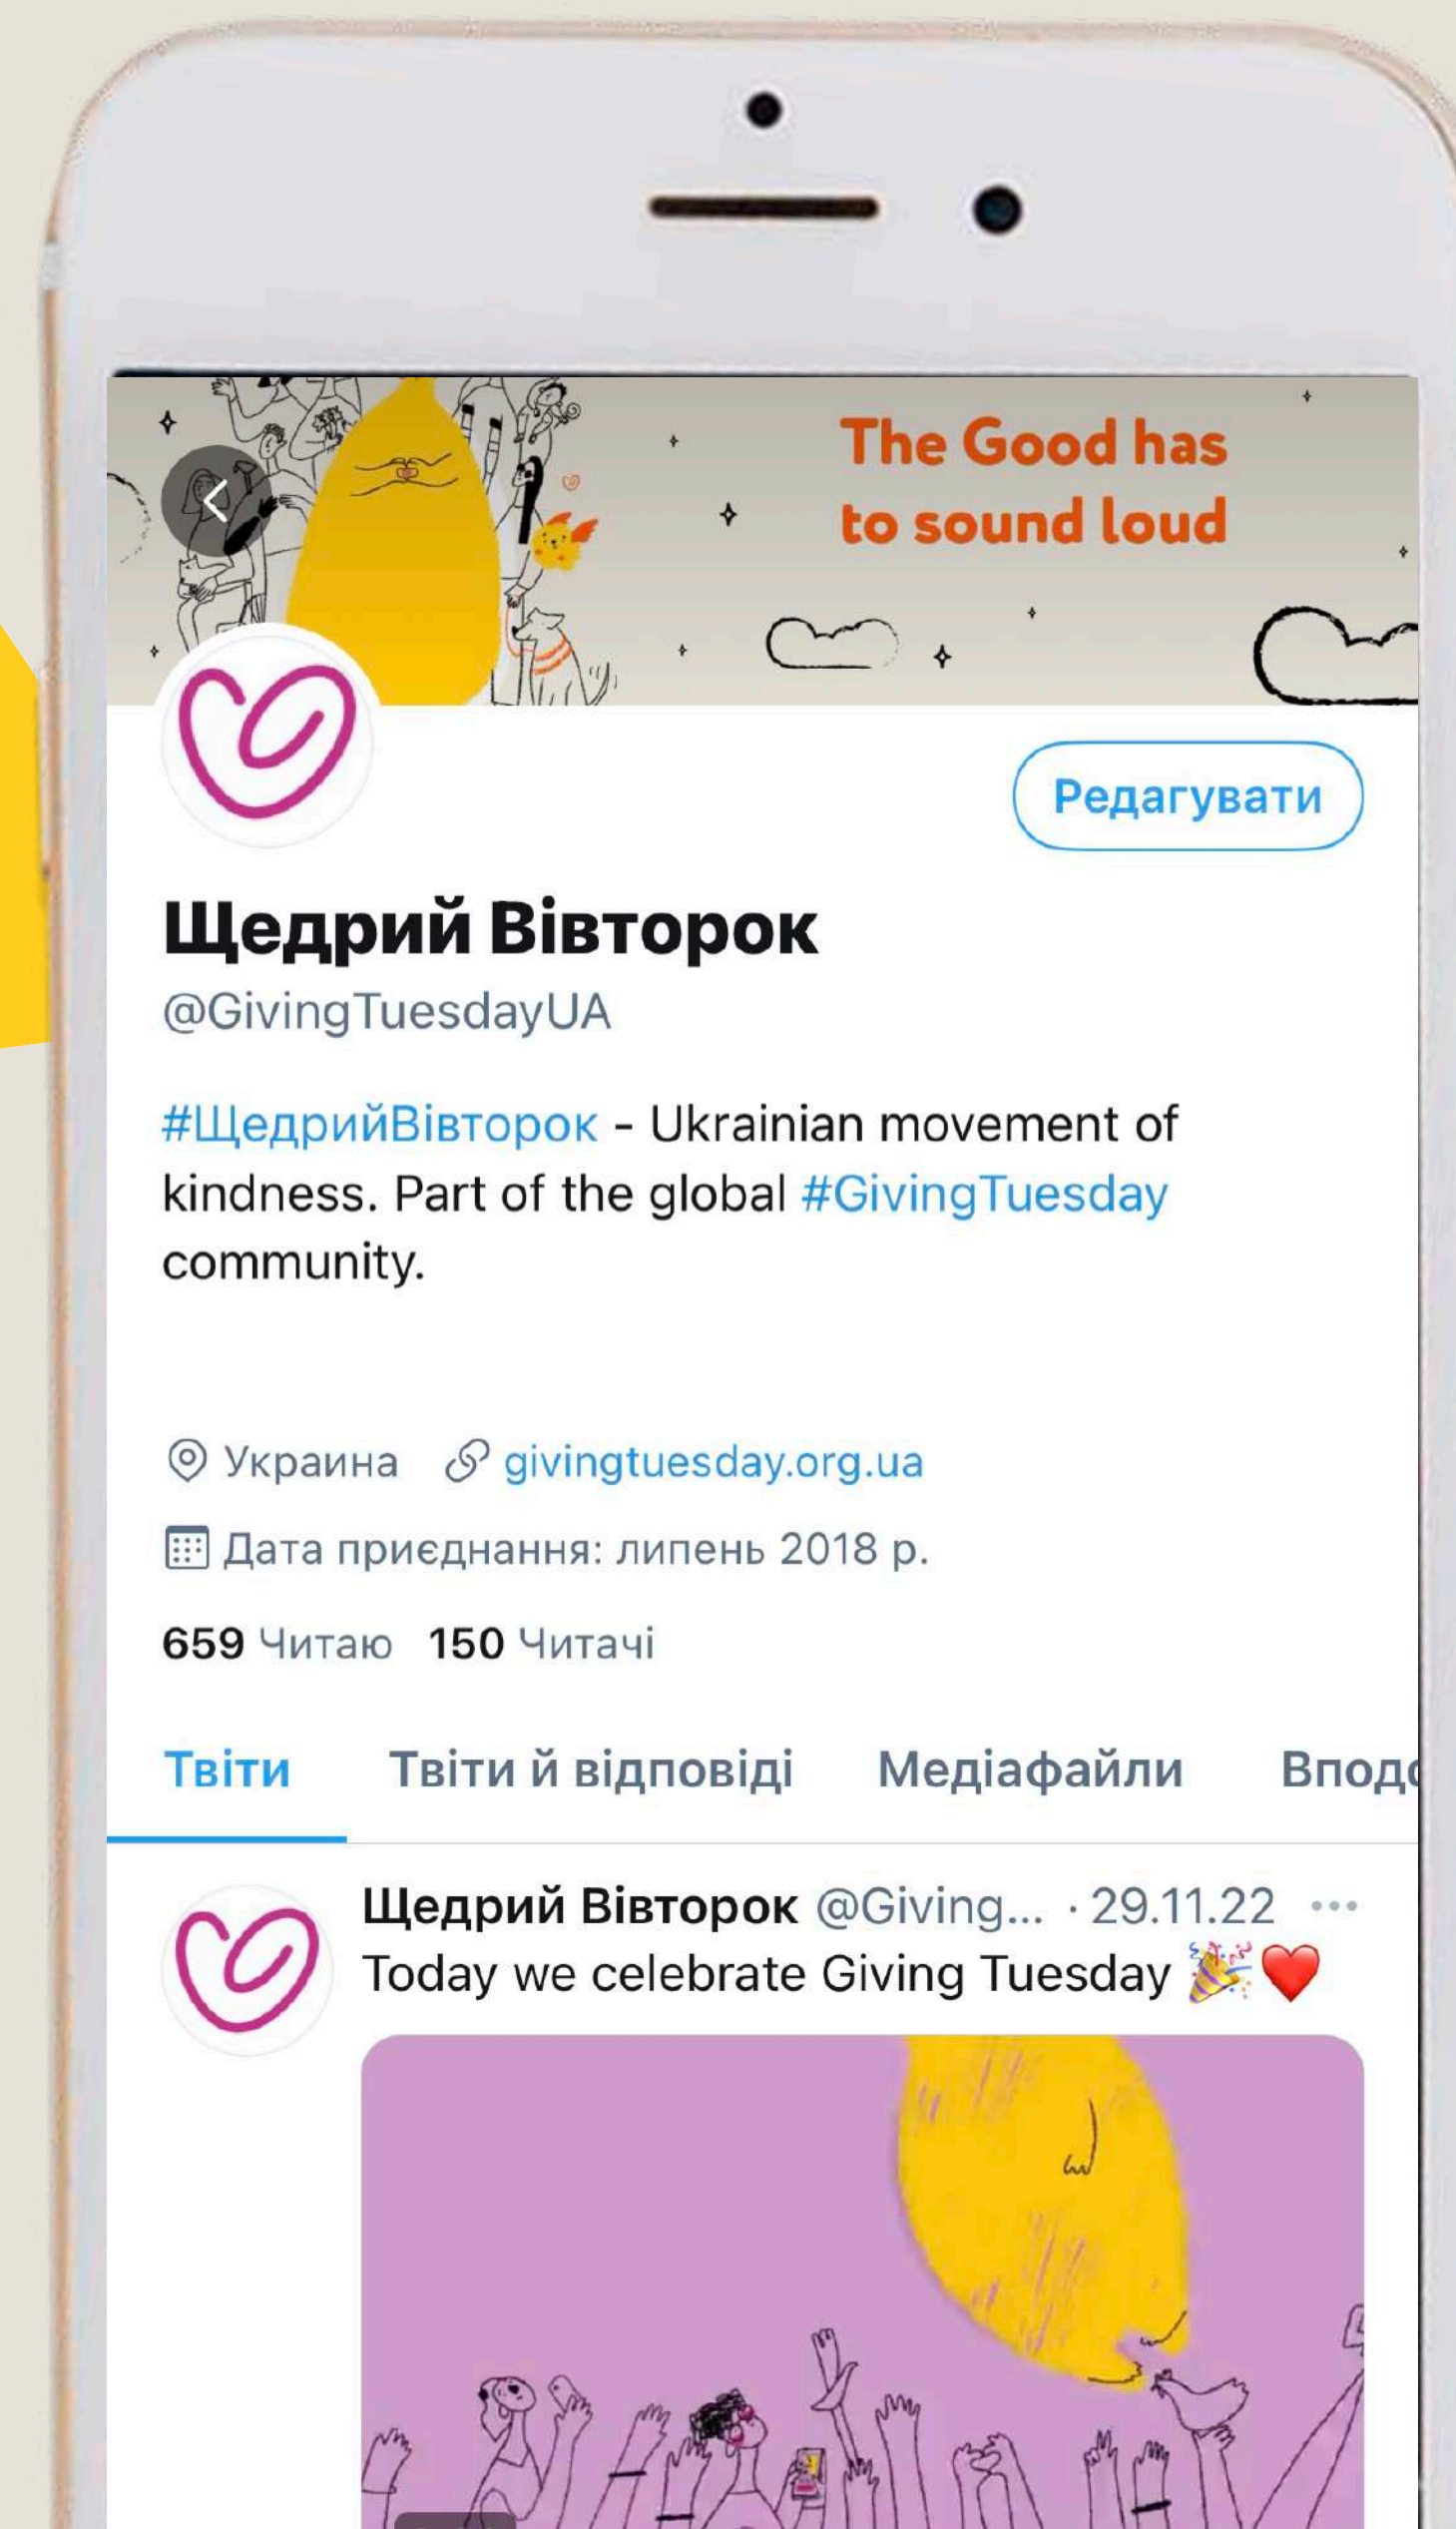 The Good has
to sound loud
Редагувати
Щедрий Вівторок
@GivingTuesdayUA
#ЩедрийВівторок - Ukrainian movement of
kindness. Part of the global #GivingTuesday
community.
Украина givingtuesday.org.ua
Дата приєднання: липень 2018 р.
659 Читаю 150 Читачі
Твіти Твіти й відповіді Медіафайли Впод
Щедрий Вівторок @Giving... · 29.11.22
Today we celebrate Giving Tuesday 🎉❤️